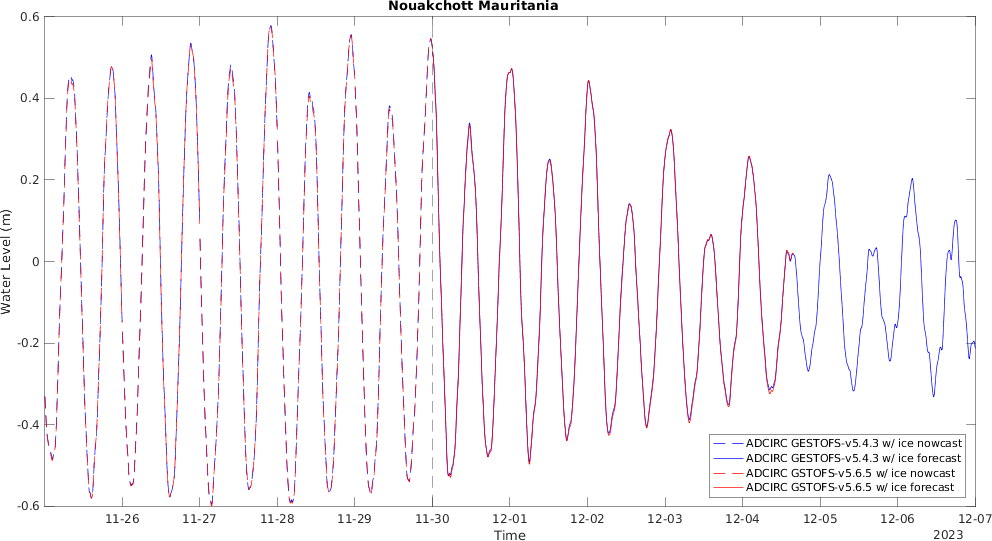 Nouakchott Mauritania
0.6
0.4
0.2
0
-0.2
-0.4
-0.6
Water Level (m)
ADCIRC GESTOFS-v5.4.3 w/ ice nowcast
ADCIRC GESTOFS-v5.4.3 w/ ice forecast
ADCIRC GSTOFS-v5.6.5 w/ ice nowcast
ADCIRC GSTOFS-v5.6.5 w/ ice forecast
11-26 11-27 11-28 11-29 11-30 12-01 12-02 12-03 12-04 12-05 12-06 12-07
Time
2023